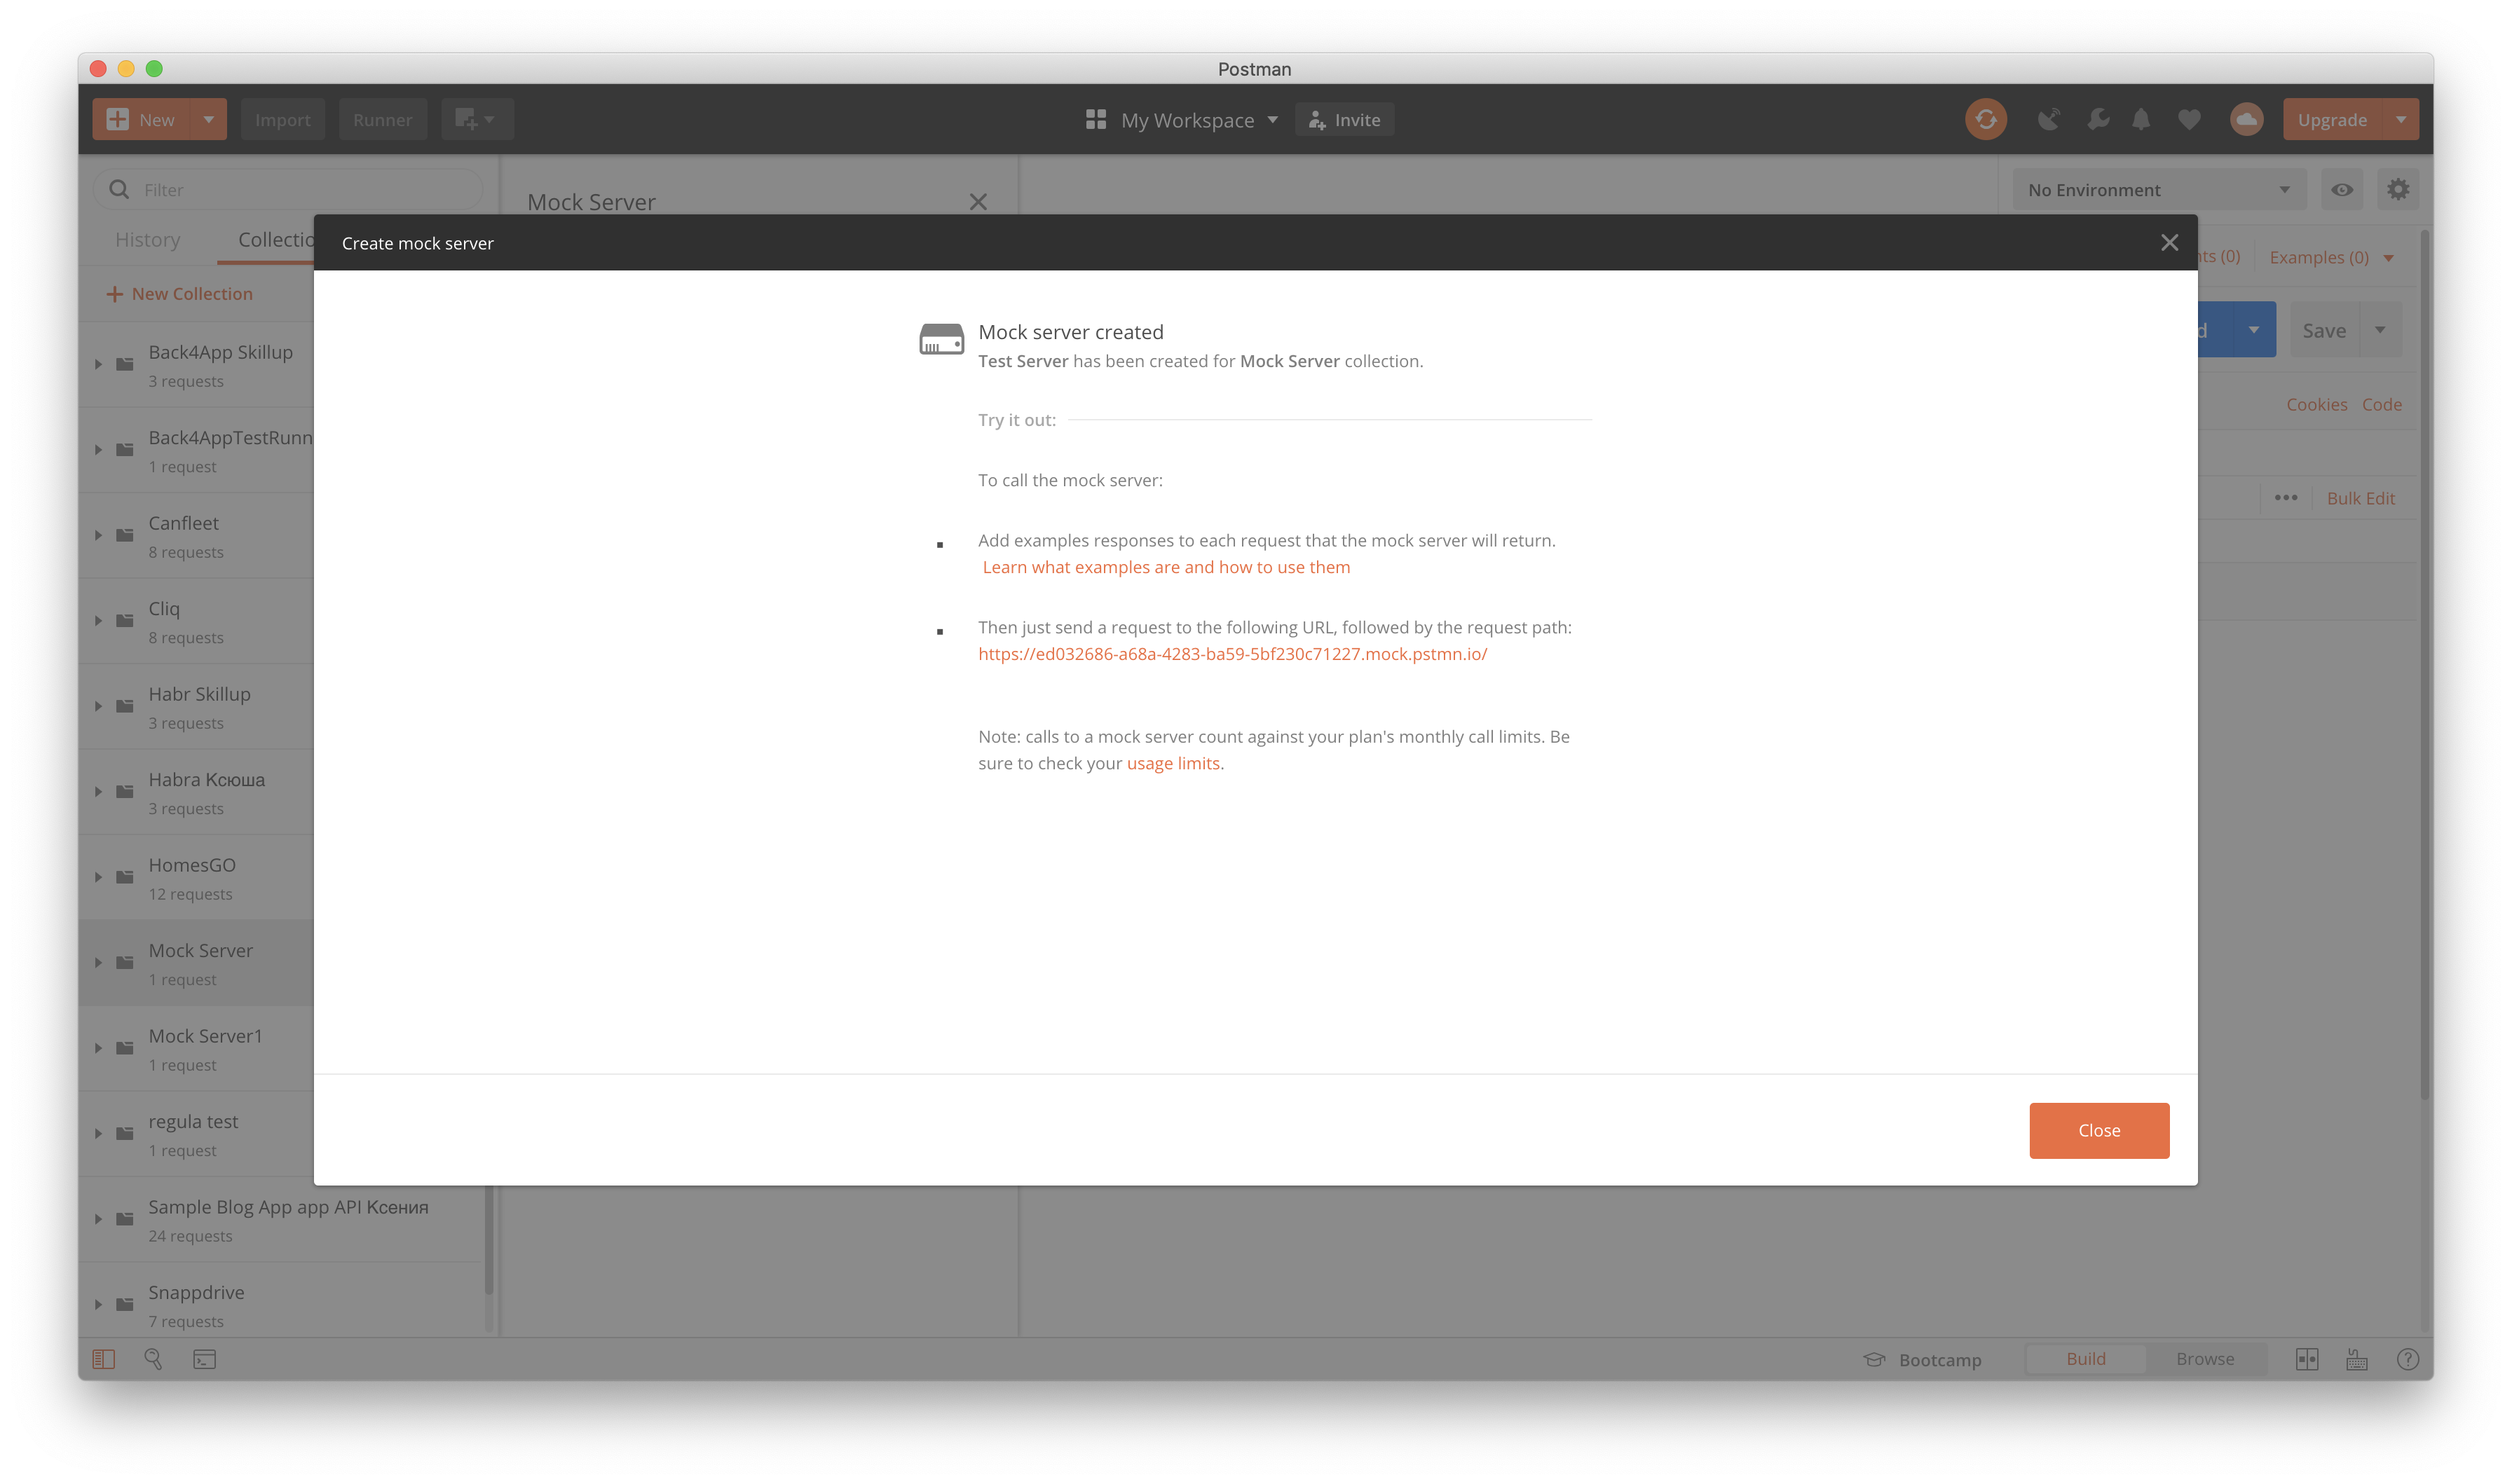 Postman
New
Import
Runner
My Workspace
Invite
Upgrade
Filter
History
Mock Server
No Environment
Create mock server
Examples (0)
New Collection
Save
Cookies Code
Bulk Edit
Back4App Skillup
3 requests
1 request
Canfleet
8 requests
Cliq
8 requests
Habr Skillup
3 requests
Habra Ксюша
3 requests
HomesGO
12 requests
Mock Server
1 request
Mock Server1
1 request
regula test
1 request
Sample Blog App app API Ксения
24 requests
Snappdrive
7 requests
Mock server created
Test Server has been created for Mock Server collection.
Try it out:
To call the mock server:
Add examples responses to each request that the mock server will return.
Learn what examples are and how to use them
Then just send a request to the following URL, followed by the request path:
https://ed032686-a68a-4283-ba59-5bf230c71227.mock.pstmn.io/
Note: calls to a mock server count against your plan's monthly call limits. Be
sure to check your usage limits.
Close
Bootcamp
Build
Browse